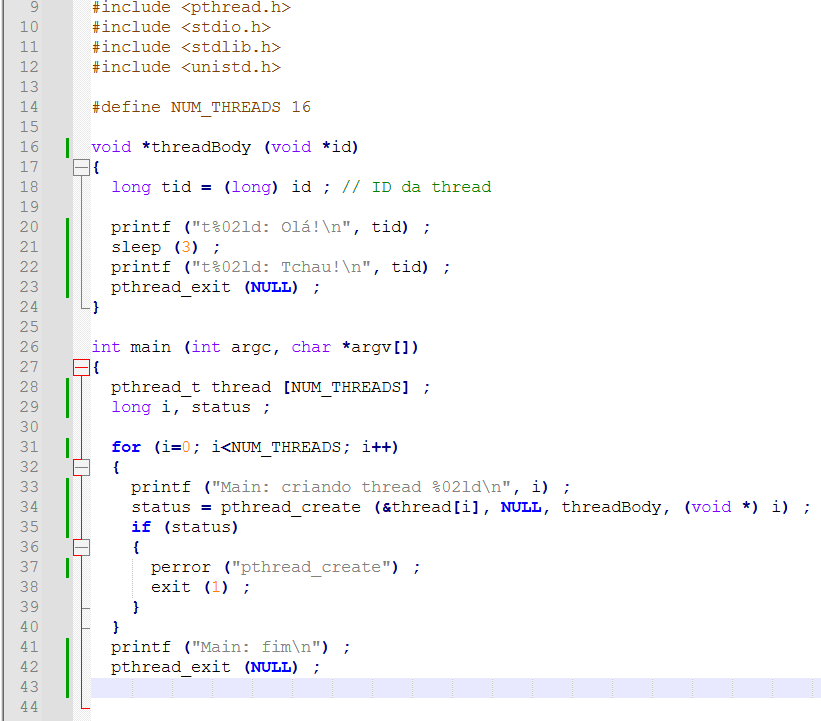 9 #include <pthread.h>
10 #include <stdio.h>
11 #include <stdlib.h>
12 #include <unistd.h>
13
14 #define NUM_THREADS 16
15
16 void *threadBody (void *id)
17 {
18   long tid = (long) id ; // ID da thread
19
20   printf ("t%02ld: Olá!\n", tid) ;
21   sleep (3) ;
22   printf ("t%02ld: Tchau!\n", tid) ;
23   pthread_exit (NULL) ;
24 }
25
26 int main (int argc, char *argv[])
27 {
28   pthread_t thread [NUM_THREADS] ;
29   long i, status ;
30
31   for (i=0; i<NUM_THREADS; i++)
32   {
33     printf ("Main: criando thread %02ld\n", i) ;
34     status = pthread_create (&thread[i], NULL, threadBody, (void *) i) ;
35     if (status)
36     {
37       perror ("pthread_create") ;
38       exit (1) ;
39     }
40   }
41   printf ("Main: fim\n") ;
42   pthread_exit (NULL) ;
43
44